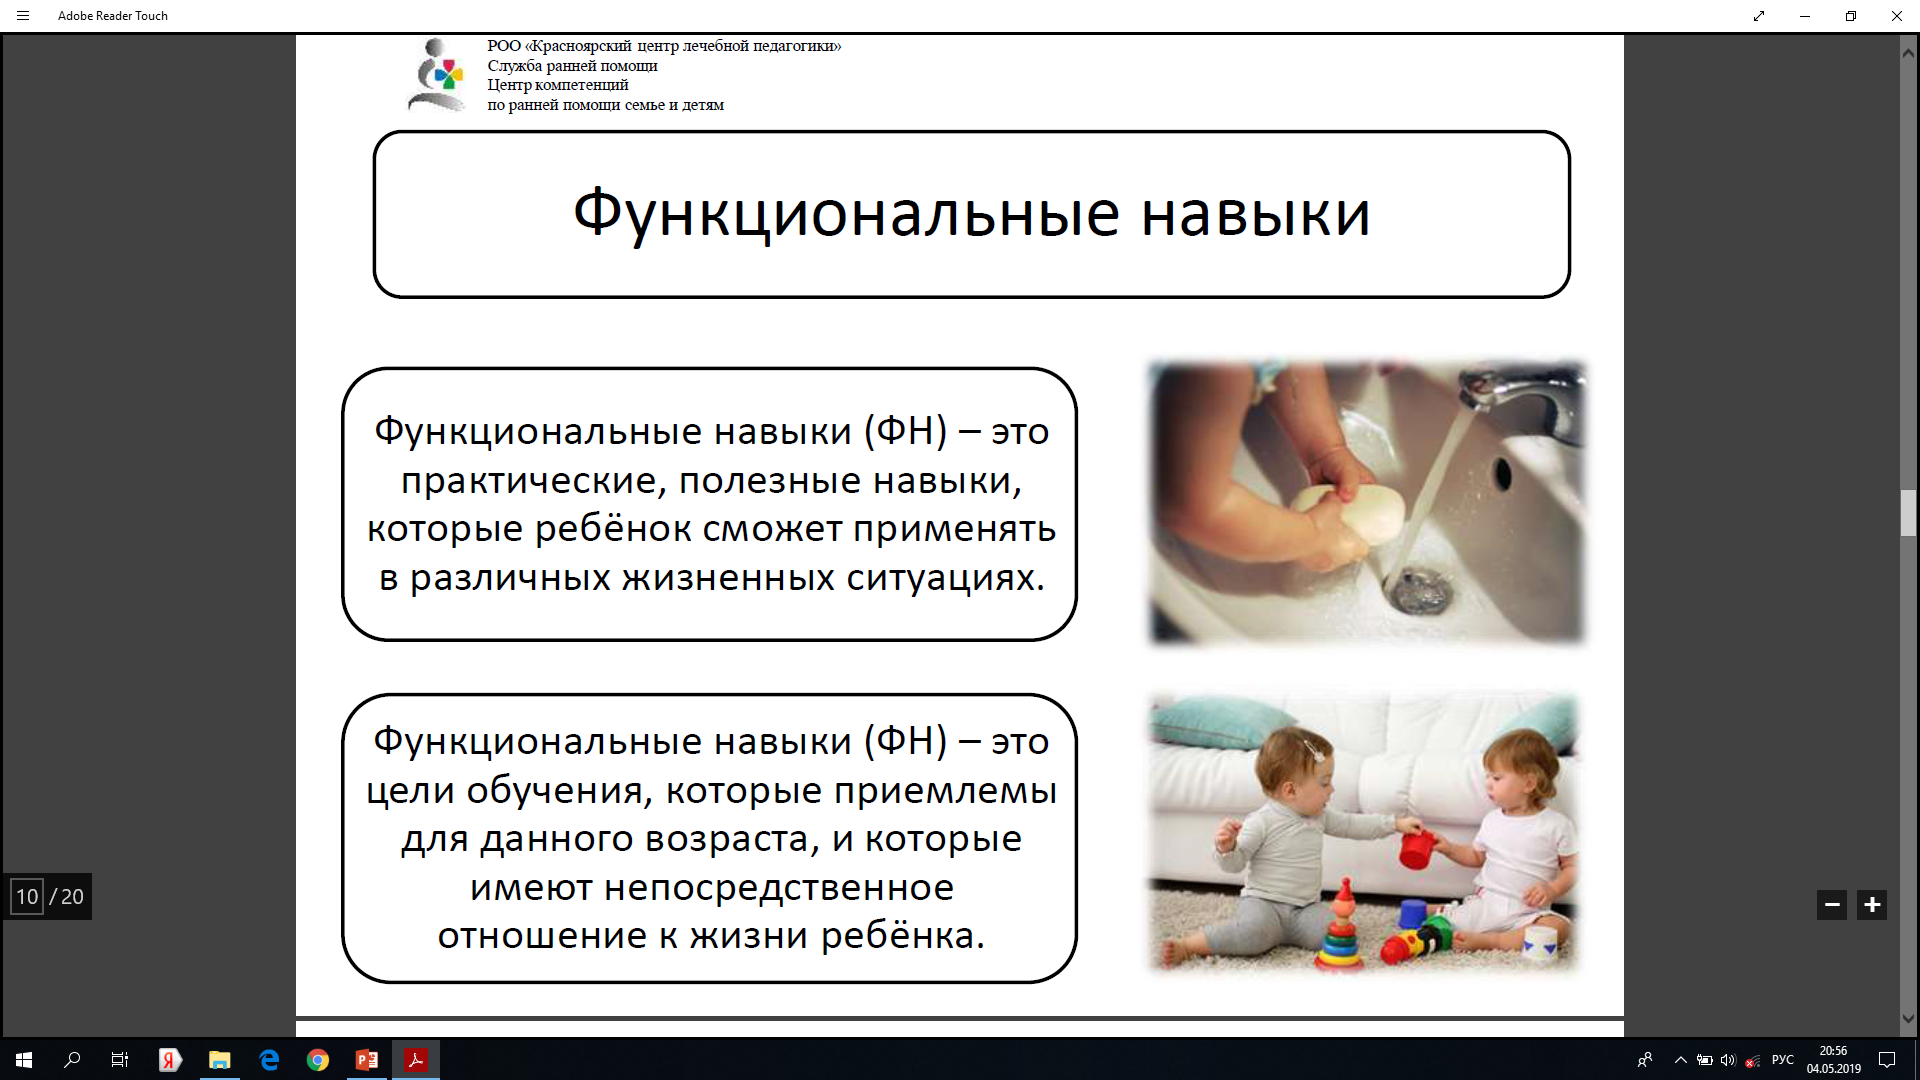 Adobe Reader Touch
РОО «Красноярский центр лечебной педагогики»
Служба ранней помощи
Центр компетенций
по ранней помощи семье и детям
Функциональные навыки
Функциональные навыки (ФН) – это
практические, полезные навыки,
которые ребёнок сможет применять
в различных жизненных ситуациях.
Функциональные навыки (ФН) – это
цели обучения, которые приемлемы
для данного возраста, и которые
имеют непосредственное
отношение к жизни ребёнка.
10 / 20
РУС
20:56
04.05.2019